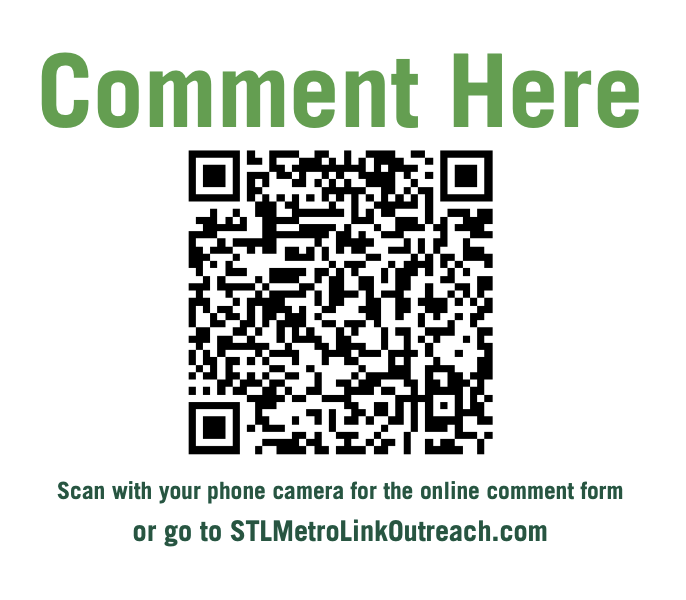 Comment Here
Scan with your phone camera for the online comment form
or go to STLMetroLinkOutreach.com